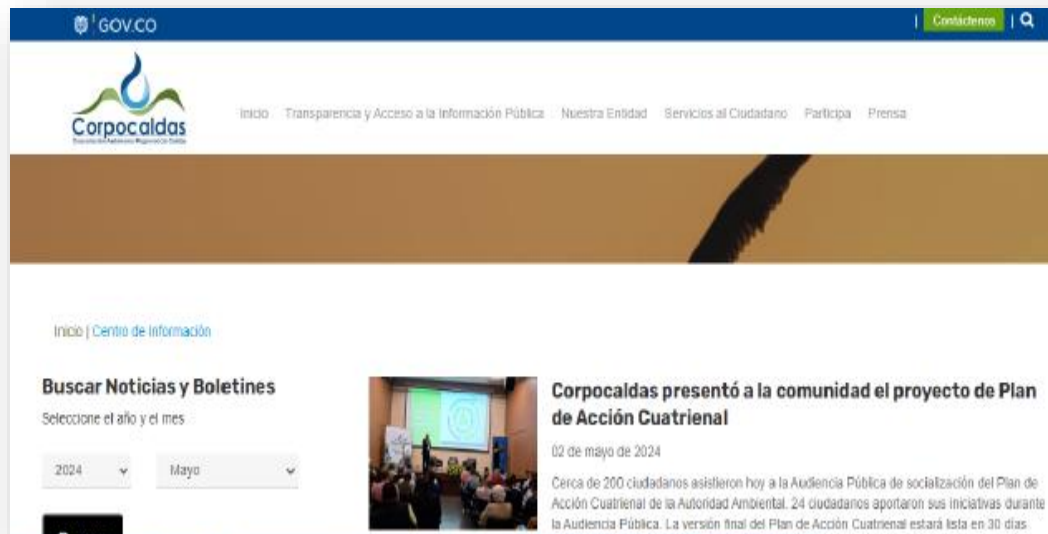 GOV.CO
| Contáctenos |
Corpocaldas
Inicio Transparencia y Acceso a la Información Pública Nuestra Entidad Servicios al Ciudadano Participa Prensa
Inicio | Centro de Información
Buscar Noticias y Boletines
Seleccione el año y el mes
2024 Mayo
Corpocaldas presentó a la comunidad el proyecto de Plan
de Acción Cuatrienal
02 de mayo de 2024
Cerca de 200 ciudadanos asistieron hoy a la Audiencia Pública de socialización del Plan de
Acción Cuatrienal de la Autoridad Ambiental. 24 ciudadanos aportaron sus iniciativas durante
la Audiencia Pública. La versión final del Plan de Acción Cuatrienal estará lista en 30 días